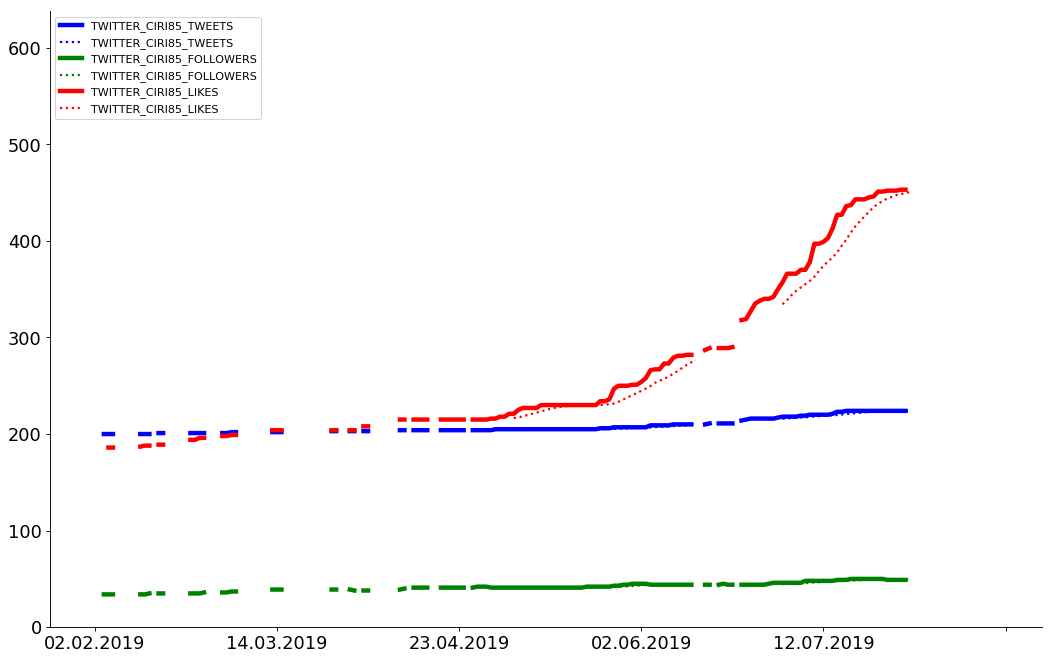 TWITTER_CIRI85_TWEETS
TWITTER_CIRI85_TWEETS
TWITTER_CIRI85_FOLLOWERS
TWITTER_CIRI85_FOLLOWERS
TWITTER_CIRI85_LIKES
TWITTER_CIRI85_LIKES
600
500
400
300
200
100
0
02.02.2019 14.03.2019 23.04.2019 02.06.2019 12.07.2019